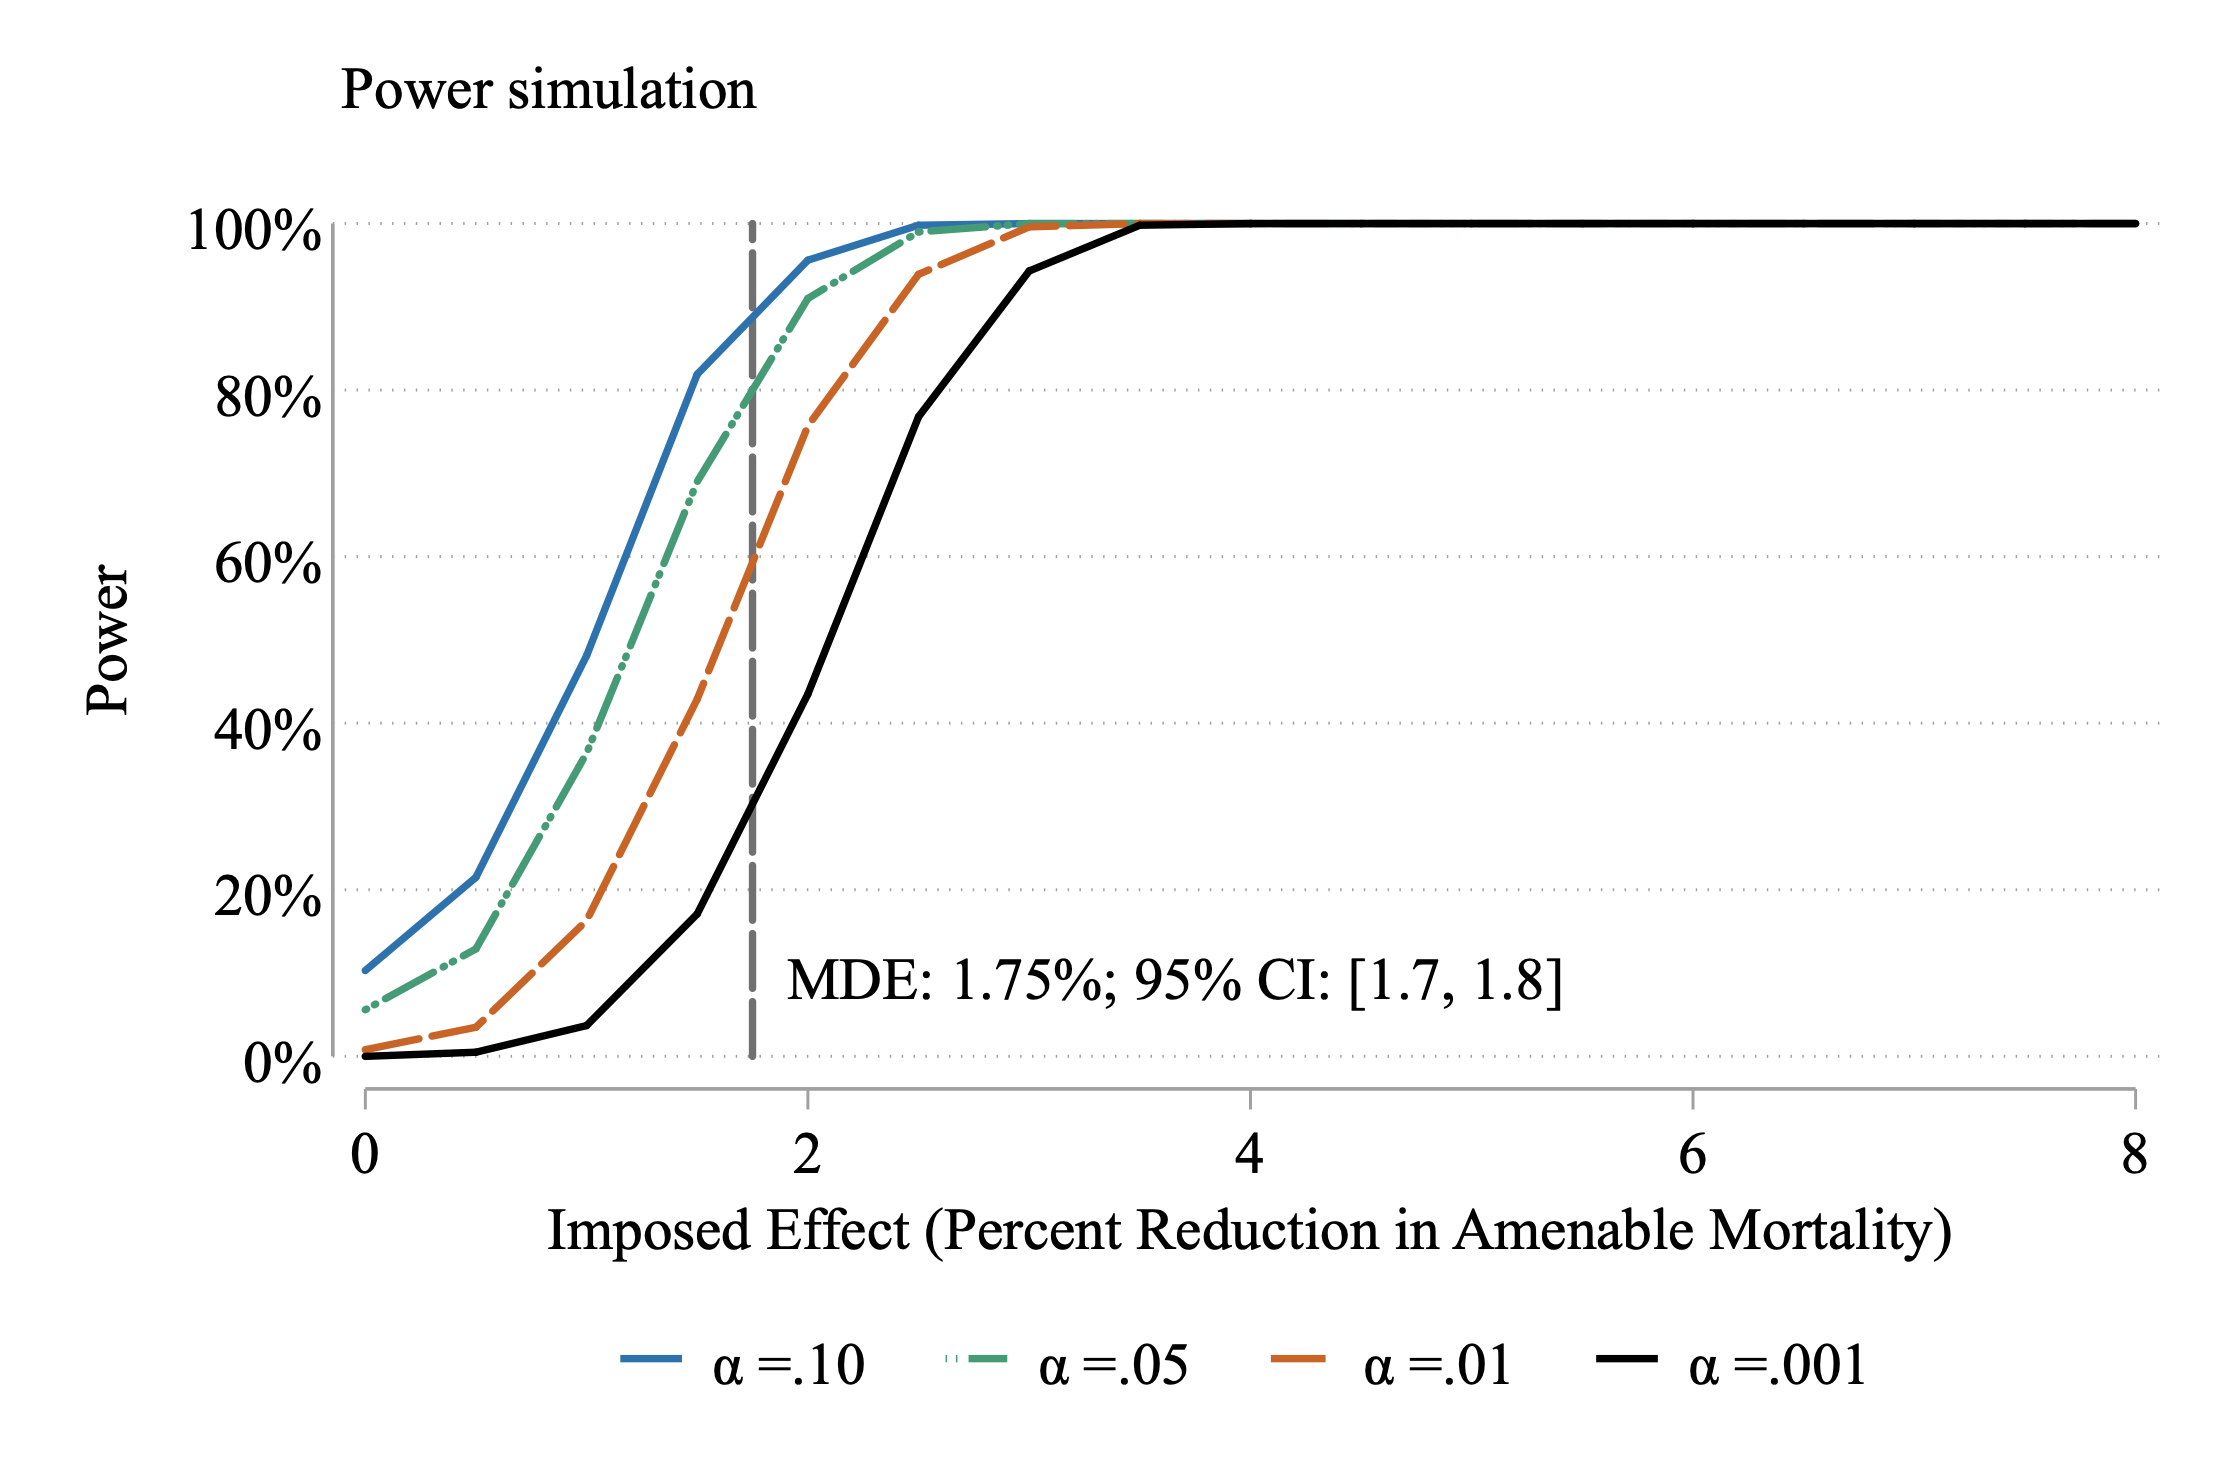 Power simulation
100%
80%
60%
40%
20%
0%
Power
MDE: 1.75%; 95% CI: [1.7, 1.8]
0 2 4 6 8
Imposed Effect (Percent Reduction in Amenable Mortality)
α =.10 α =.05 α =.01 α =.001